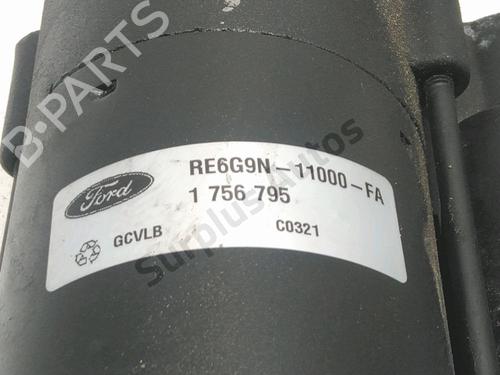 B-PARTS
Ford
RE6G9N-11000-FA
1 756 795
GCVLB
C0321
Surplus Autos